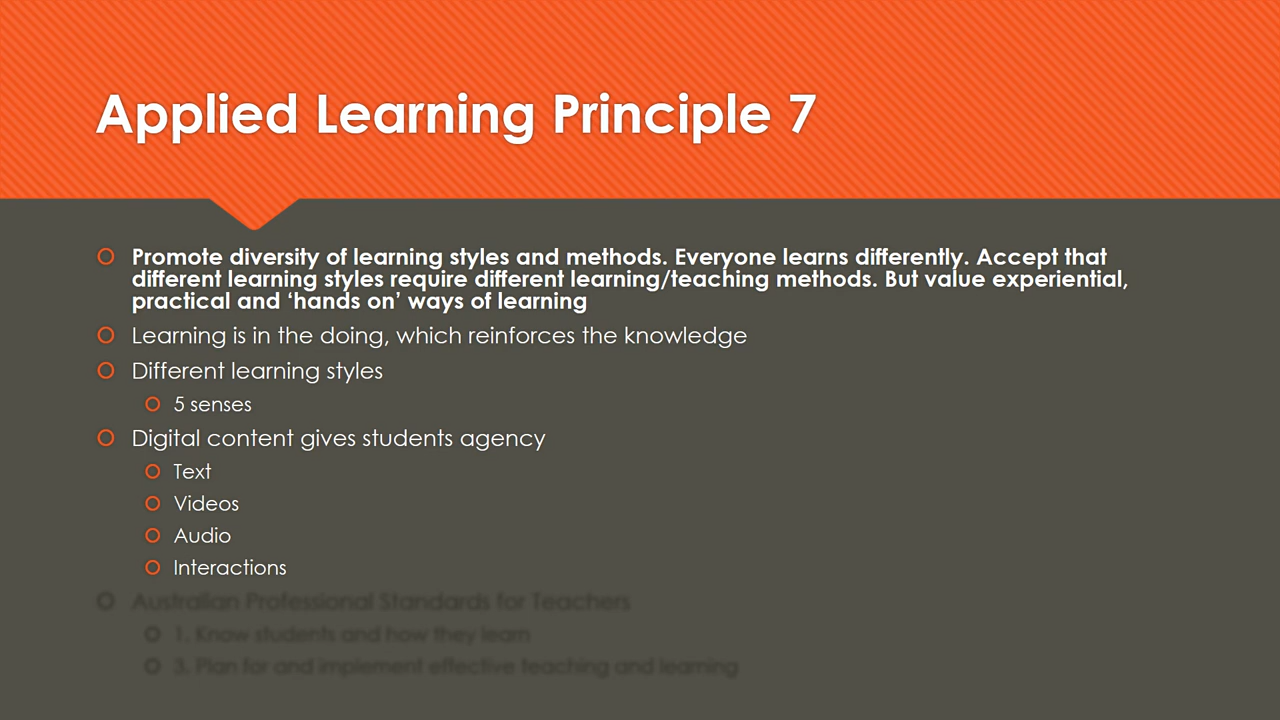 Applied Learning Principle 7
Promote diversity of learning styles and methods. Everyone learns differently. Accept that
different learning styles require different learning/teaching methods. But value experiential,
practical and ‘hands on’ ways of learning
Learning is in the doing, which reinforces the knowledge
Different learning styles
5 senses
Digital content gives students agency
Text
Videos
Audio
Interactions
Australian Professional Standards for Teachers
1. Know students and how they learn
3. Plan for and implement effective teaching and learning